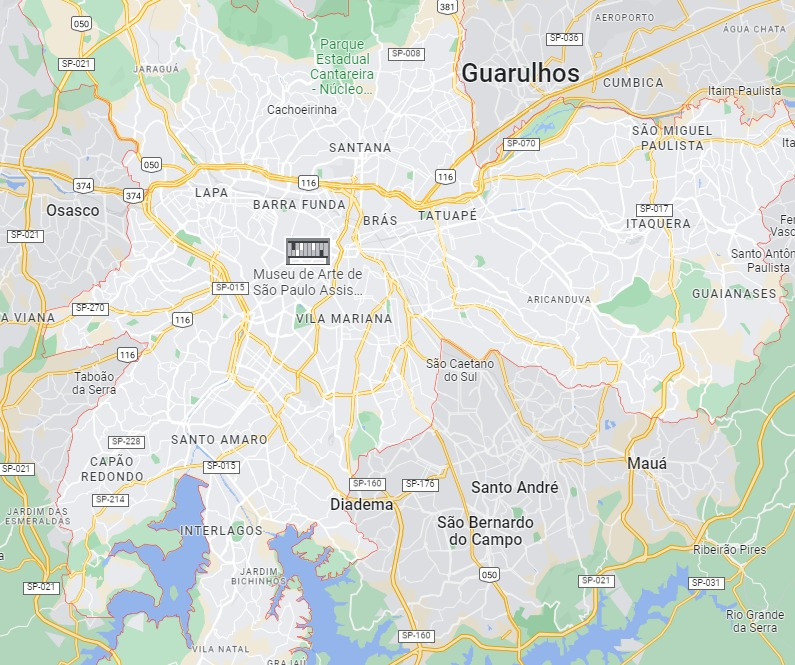 381
AEROPORTO
050
ÁGUA CHATA
SP-036
Parque
Estadual
Cantareira
- Núcleo...
SP-008
SP-021
JARAGUÁ
Guarulhos
CUMBICA
Itaim Paulista
Cachoeirinha
SÃO MIGUEL
PAULISTA
SP-070
SANTANA
Ita
050
116
116
374
374
LAPA
BARRA FUNDA
BRÁS
TATUAPÉ
Osasco
SP-017
ITAQUERA
Fer
Vasc
SP-021
Santo Antôn
Paulista
Museu de Arte de
São Paulo Assis...
SP-015
ARICANDUVA
GUAIANASES
SP-270
A VIANA
116
VILA MARIANA
116
São Caetano
do Sul
Taboão
da Serra
SP-228
SANTO AMARO
CAPÃO
REDONDO
SP-015
SP-021
Mauá
SP-160
SP-176
Santo André
SP-214
Diadema
JARDIM DAS
ESMERALDAS
INTERLAGOS
São Bernardo
do Campo
Ribeirão Pires
a
JARDIM
BICHINHOS
050
SP-021
SP-031
SP-021
Rio Grande
da Serra
SP-160
VILA NATAL
GRAJAÚ